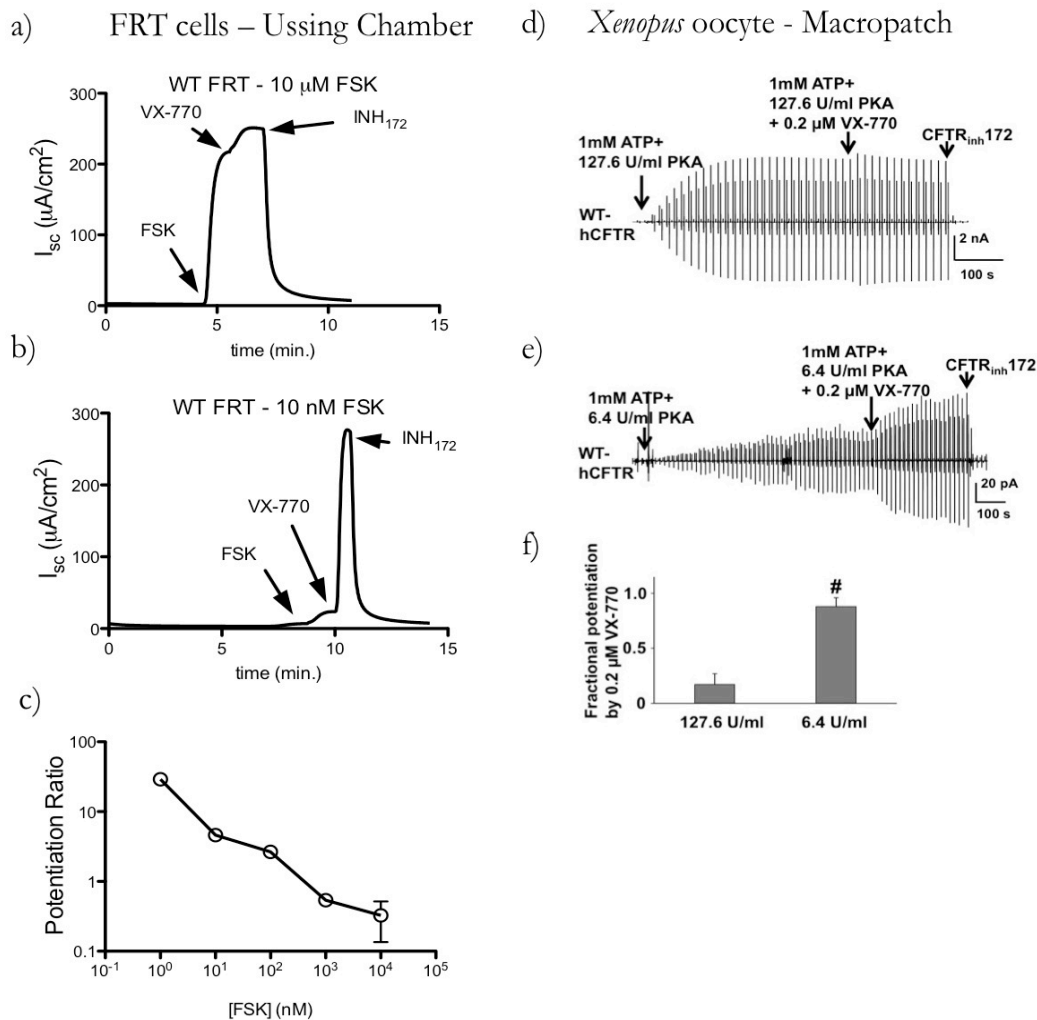 a) FRT cells – Ussing Chamber
WT FRT - 10 µM FSK
300
200
100
0
I_sc (µA/cm²)
VX-770
INH₁₇₂
FSK
0 5 10 15
time (min.)
b)
WT FRT - 10 nM FSK
300
200
100
0
I_sc (µA/cm²)
INH₁₇₂
VX-770
FSK
0 5 10 15
time (min.)
c)
100
10
1
0.1
Potentiation Ratio
10⁻¹ 10⁰ 10¹ 10² 10³ 10⁴ 10⁵
[FSK] (nM)
d) Xenopus oocyte - Macropatch
1mM ATP+
127.6 U/ml PKA
+ 0.2 µM VX-770
CFTRinh172
1mM ATP+
127.6 U/ml PKA
WT-
hCFTR
2 nA
100 s
e)
1mM ATP+
6.4 U/ml PKA
+ 0.2 µM VX-770
CFTRinh172
1mM ATP+
6.4 U/ml PKA
WT-
hCFTR
20 pA
100 s
f)
Fractional potentiation
by 0.2 µM VX-770
1.0
0.5
0
#
127.6 U/ml 6.4 U/ml